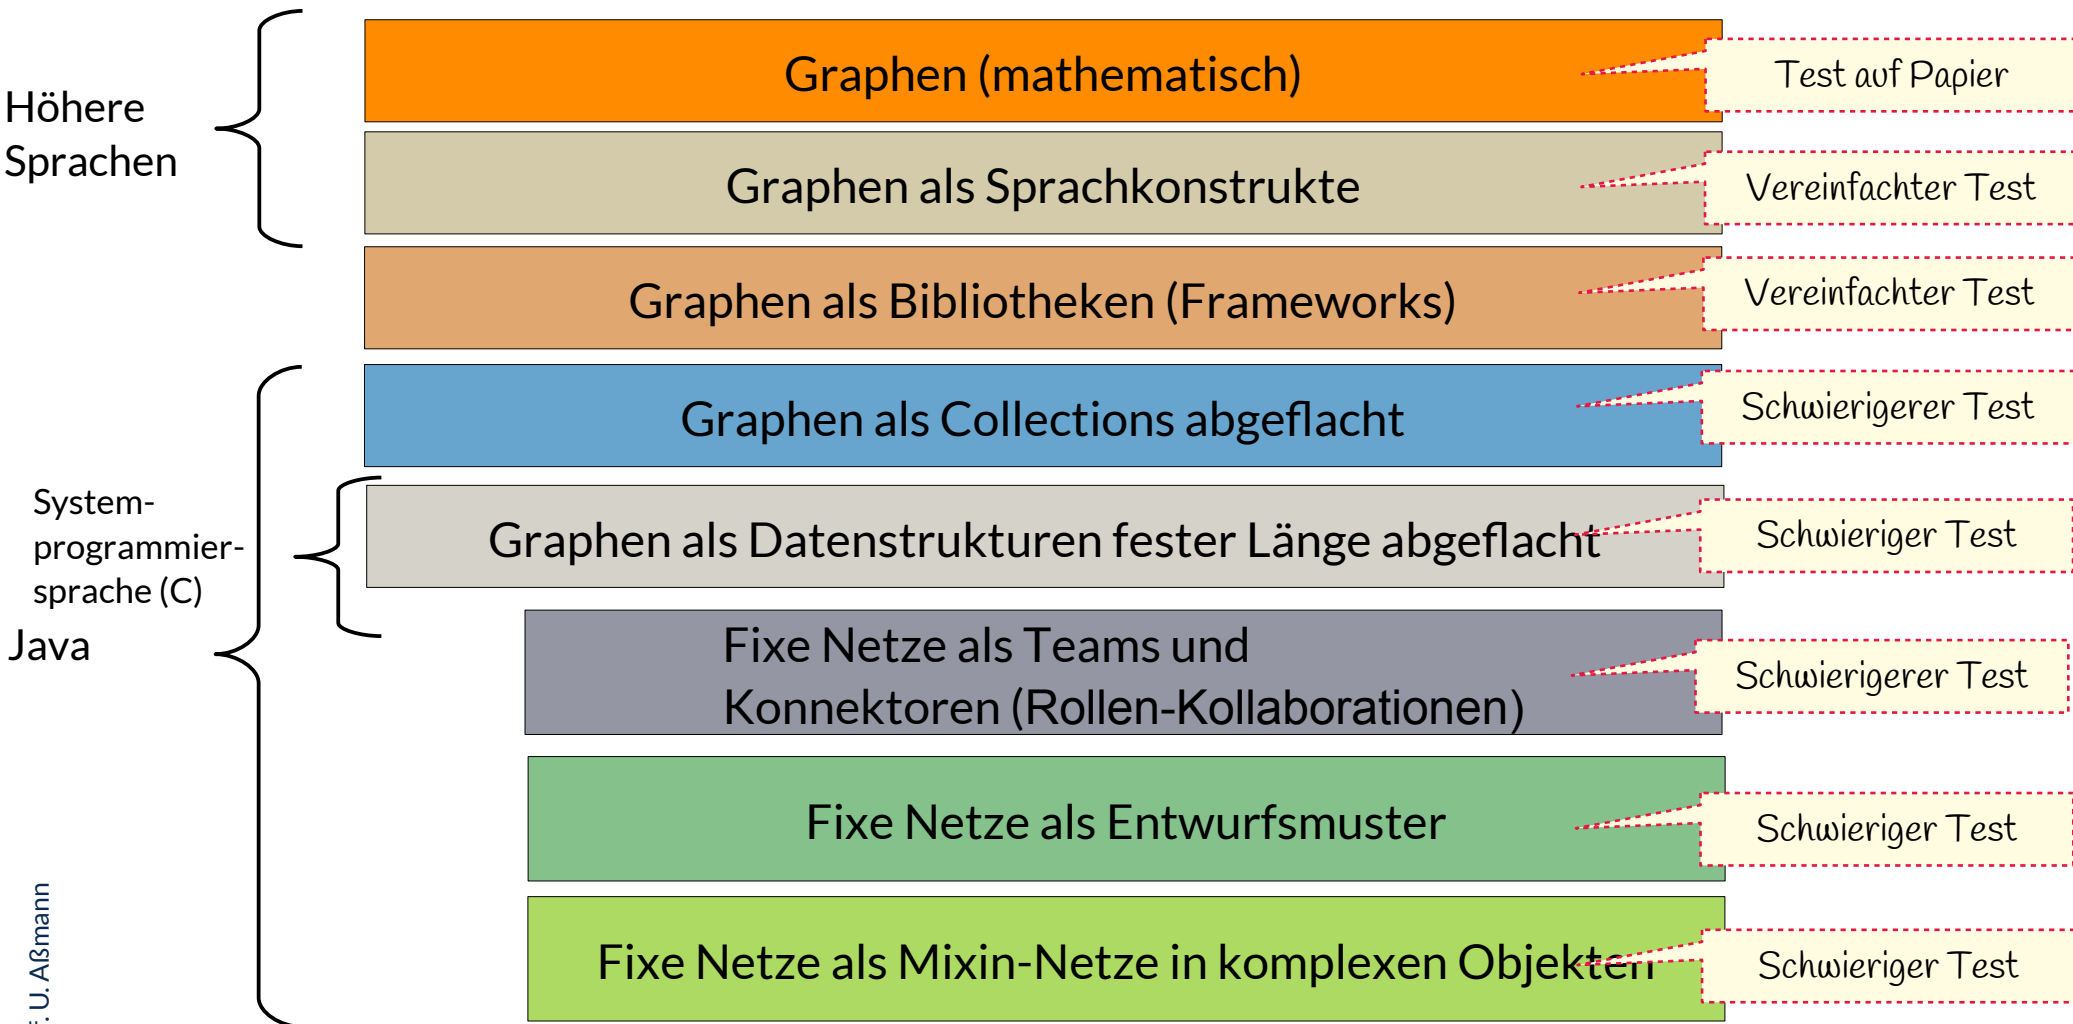 Graphen (mathematisch)
Test auf Papier
Höhere
Sprachen
Graphen als Sprachkonstrukte
Vereinfachter Test
Graphen als Bibliotheken (Frameworks)
Vereinfachter Test
Graphen als Collections abgeflacht
Schwierigerer Test
System-
programmier-
sprache (C)
Graphen als Datenstrukturen fester Länge abgeflacht
Schwieriger Test
Java
Fixe Netze als Teams und
Konnektoren (Rollen-Kollaborationen)
Schwierigerer Test
Fixe Netze als Entwurfsmuster
Schwieriger Test
Fixe Netze als Mixin-Netze in komplexen Objekten
Schwieriger Test
U. Aßmann